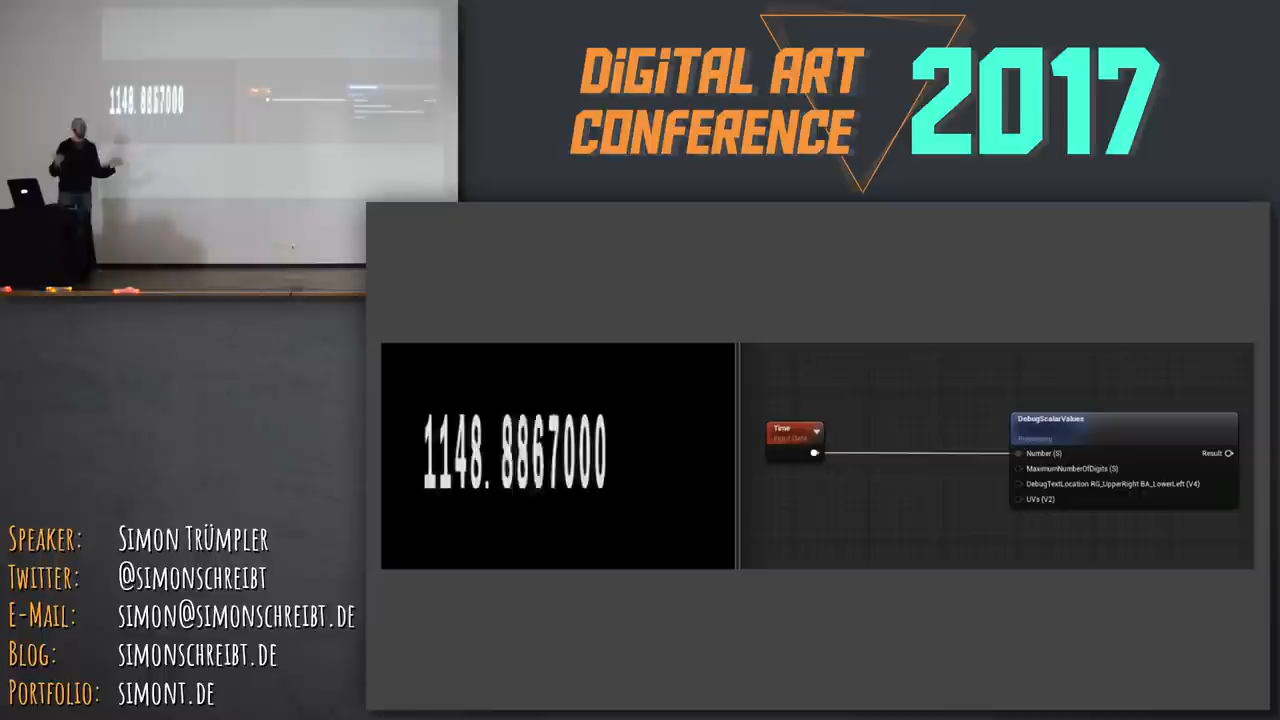 1148.8867000
DiGiTAL ART
CONFERENCE
2017
1148.8867000
Time
Input Data
DebugScalarValues
Number (S)
Result
MaximumNumberOfDigits (S)
DebugTextLocation RG_UpperRight BA_LowerLeft (V4)
UVs (V2)
SPEAKER: SIMON TRÜMPLER
TWITTER: @SIMONSCHREIBT
E-MAIL: SIMON@SIMONSCHREIBT.DE
BLOG: SIMONSCHREIBT.DE
PORTFOLIO: SIMONT.DE